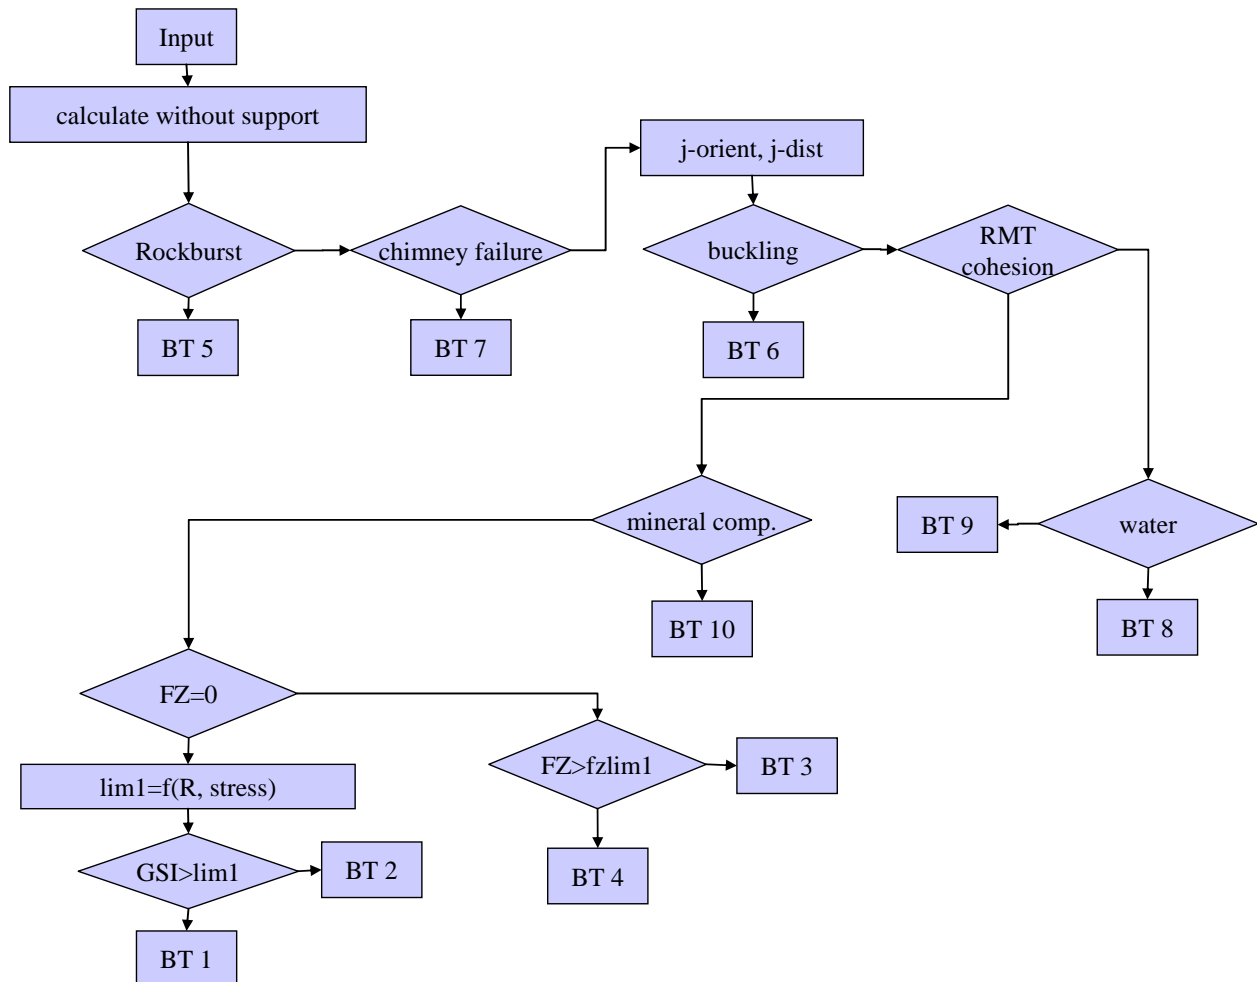 Input
calculate without support
j-orient, j-dist
Rockburst
chimney failure
buckling
RMT
cohesion
BT 5
BT 7
BT 6
mineral comp.
BT 9
water
BT 10
BT 8
FZ=0
FZ>fzlim1
BT 3
lim1=f(R, stress)
GSI>lim1
BT 2
BT 4
BT 1